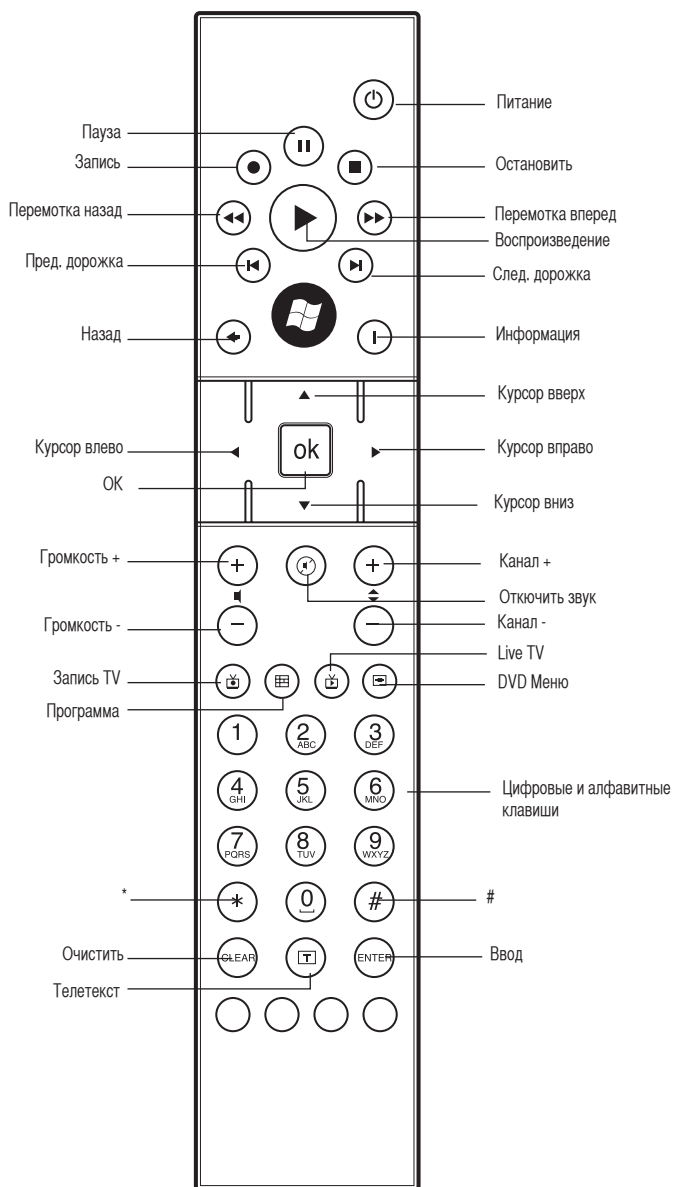 Питание
Пауза
Запись
Остановить
Перемотка назад
Перемотка вперед
Воспроизведение
Пред. дорожка
След. дорожка
Назад
Информация
Курсор вверх
Курсор влево
ok
Курсор вправо
OK
Курсор вниз
Громкость +
Канал +
Откючить звук
Громкость -
Канал -
Live TV
Запись TV
DVD Меню
Программа
1
2 ABC
3 DEF
4 GHI
5 JKL
6 MNO
Цифровые и алфавитные
клавиши
7 PQRS
8 TUV
9 WXYZ
*
*
0
#
#
Очистить
CLEAR
T
ENTER
Ввод
Телетекст